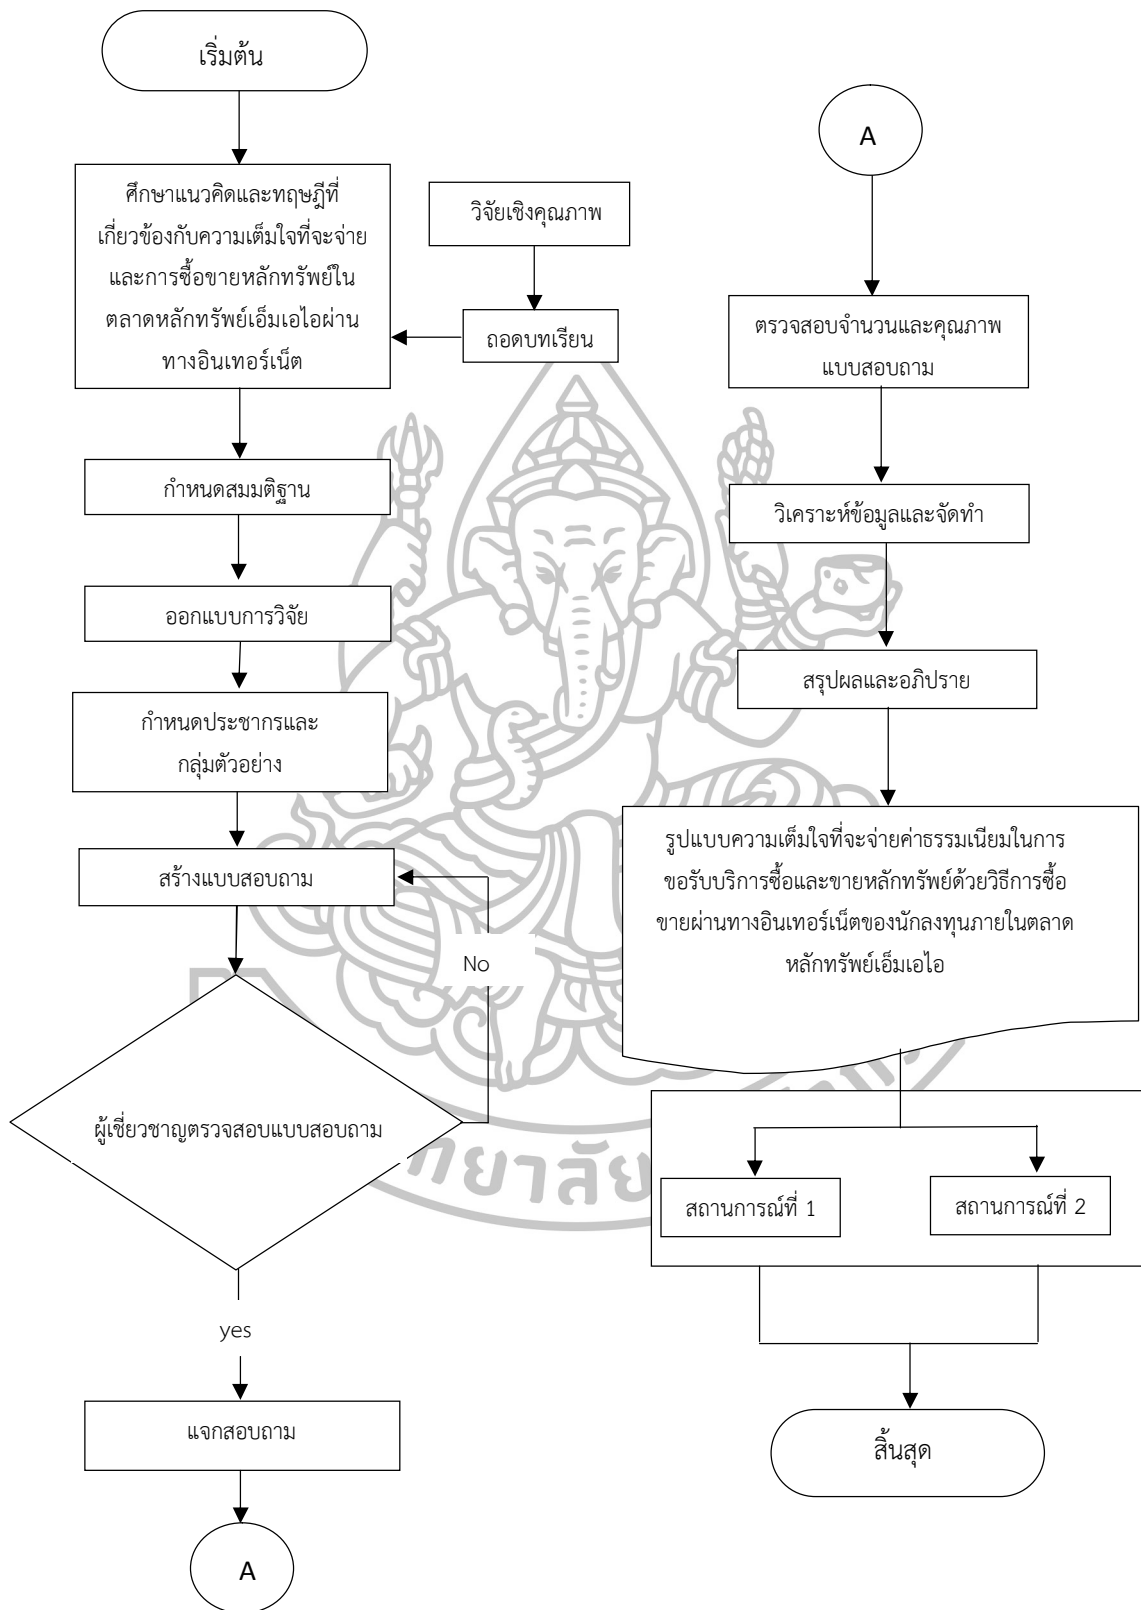 เริ่มต้น
ศึกษาแนวคิดและทฤษฎีที่
เกี่ยวข้องกับความเต็มใจที่จะจ่าย
และการซื้อขายหลักทรัพย์ใน
ตลาดหลักทรัพย์เอ็มเอไอผ่าน
ทางอินเทอร์เน็ต
วิจัยเชิงคุณภาพ
ถอดบทเรียน
กำหนดสมมติฐาน
ออกแบบการวิจัย
กำหนดประชากรและ
กลุ่มตัวอย่าง
สร้างแบบสอบถาม
No
ผู้เชี่ยวชาญตรวจสอบแบบสอบถาม
yes
แจกสอบถาม
A
A
ตรวจสอบจำนวนและคุณภาพ
แบบสอบถาม
วิเคราะห์ข้อมูลและจัดทำ
สรุปผลและอภิปราย
รูปแบบความเต็มใจที่จะจ่ายค่าธรรมเนียมในการ
ขอรับบริการซื้อและขายหลักทรัพย์ด้วยวิธีการซื้อ
ขายผ่านทางอินเทอร์เน็ตของนักลงทุนภายในตลาด
หลักทรัพย์เอ็มเอไอ
สถานการณ์ที่ 1
สถานการณ์ที่ 2
สิ้นสุด